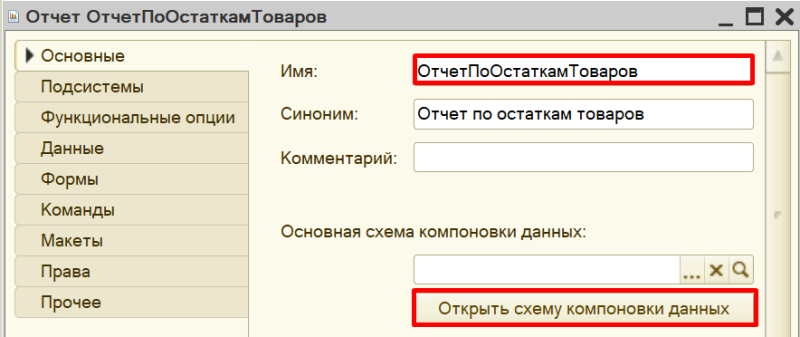 Отчет ОтчетПоОстаткамТоваров
Основные
Подсистемы
Функциональные опции
Данные
Формы
Команды
Макеты
Права
Прочее
Имя: ОтчетПоОстаткамТоваров
Синоним: Отчет по остаткам товаров
Комментарий:
Основная схема компоновки данных:
...
Открыть схему компоновки данных